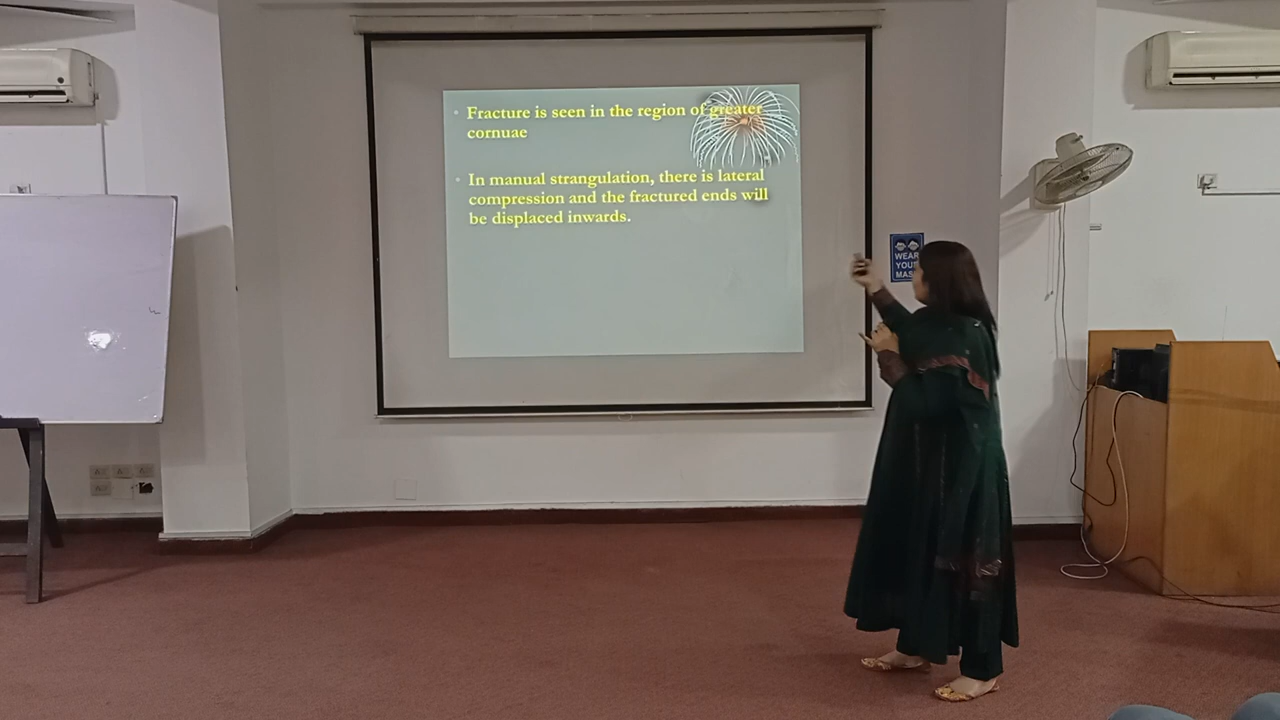 Fracture is seen in the region of greater
cornuae
In manual strangulation, there is lateral
compression and the fractured ends will
be displaced inwards.
WEAR
YOUR
MAS